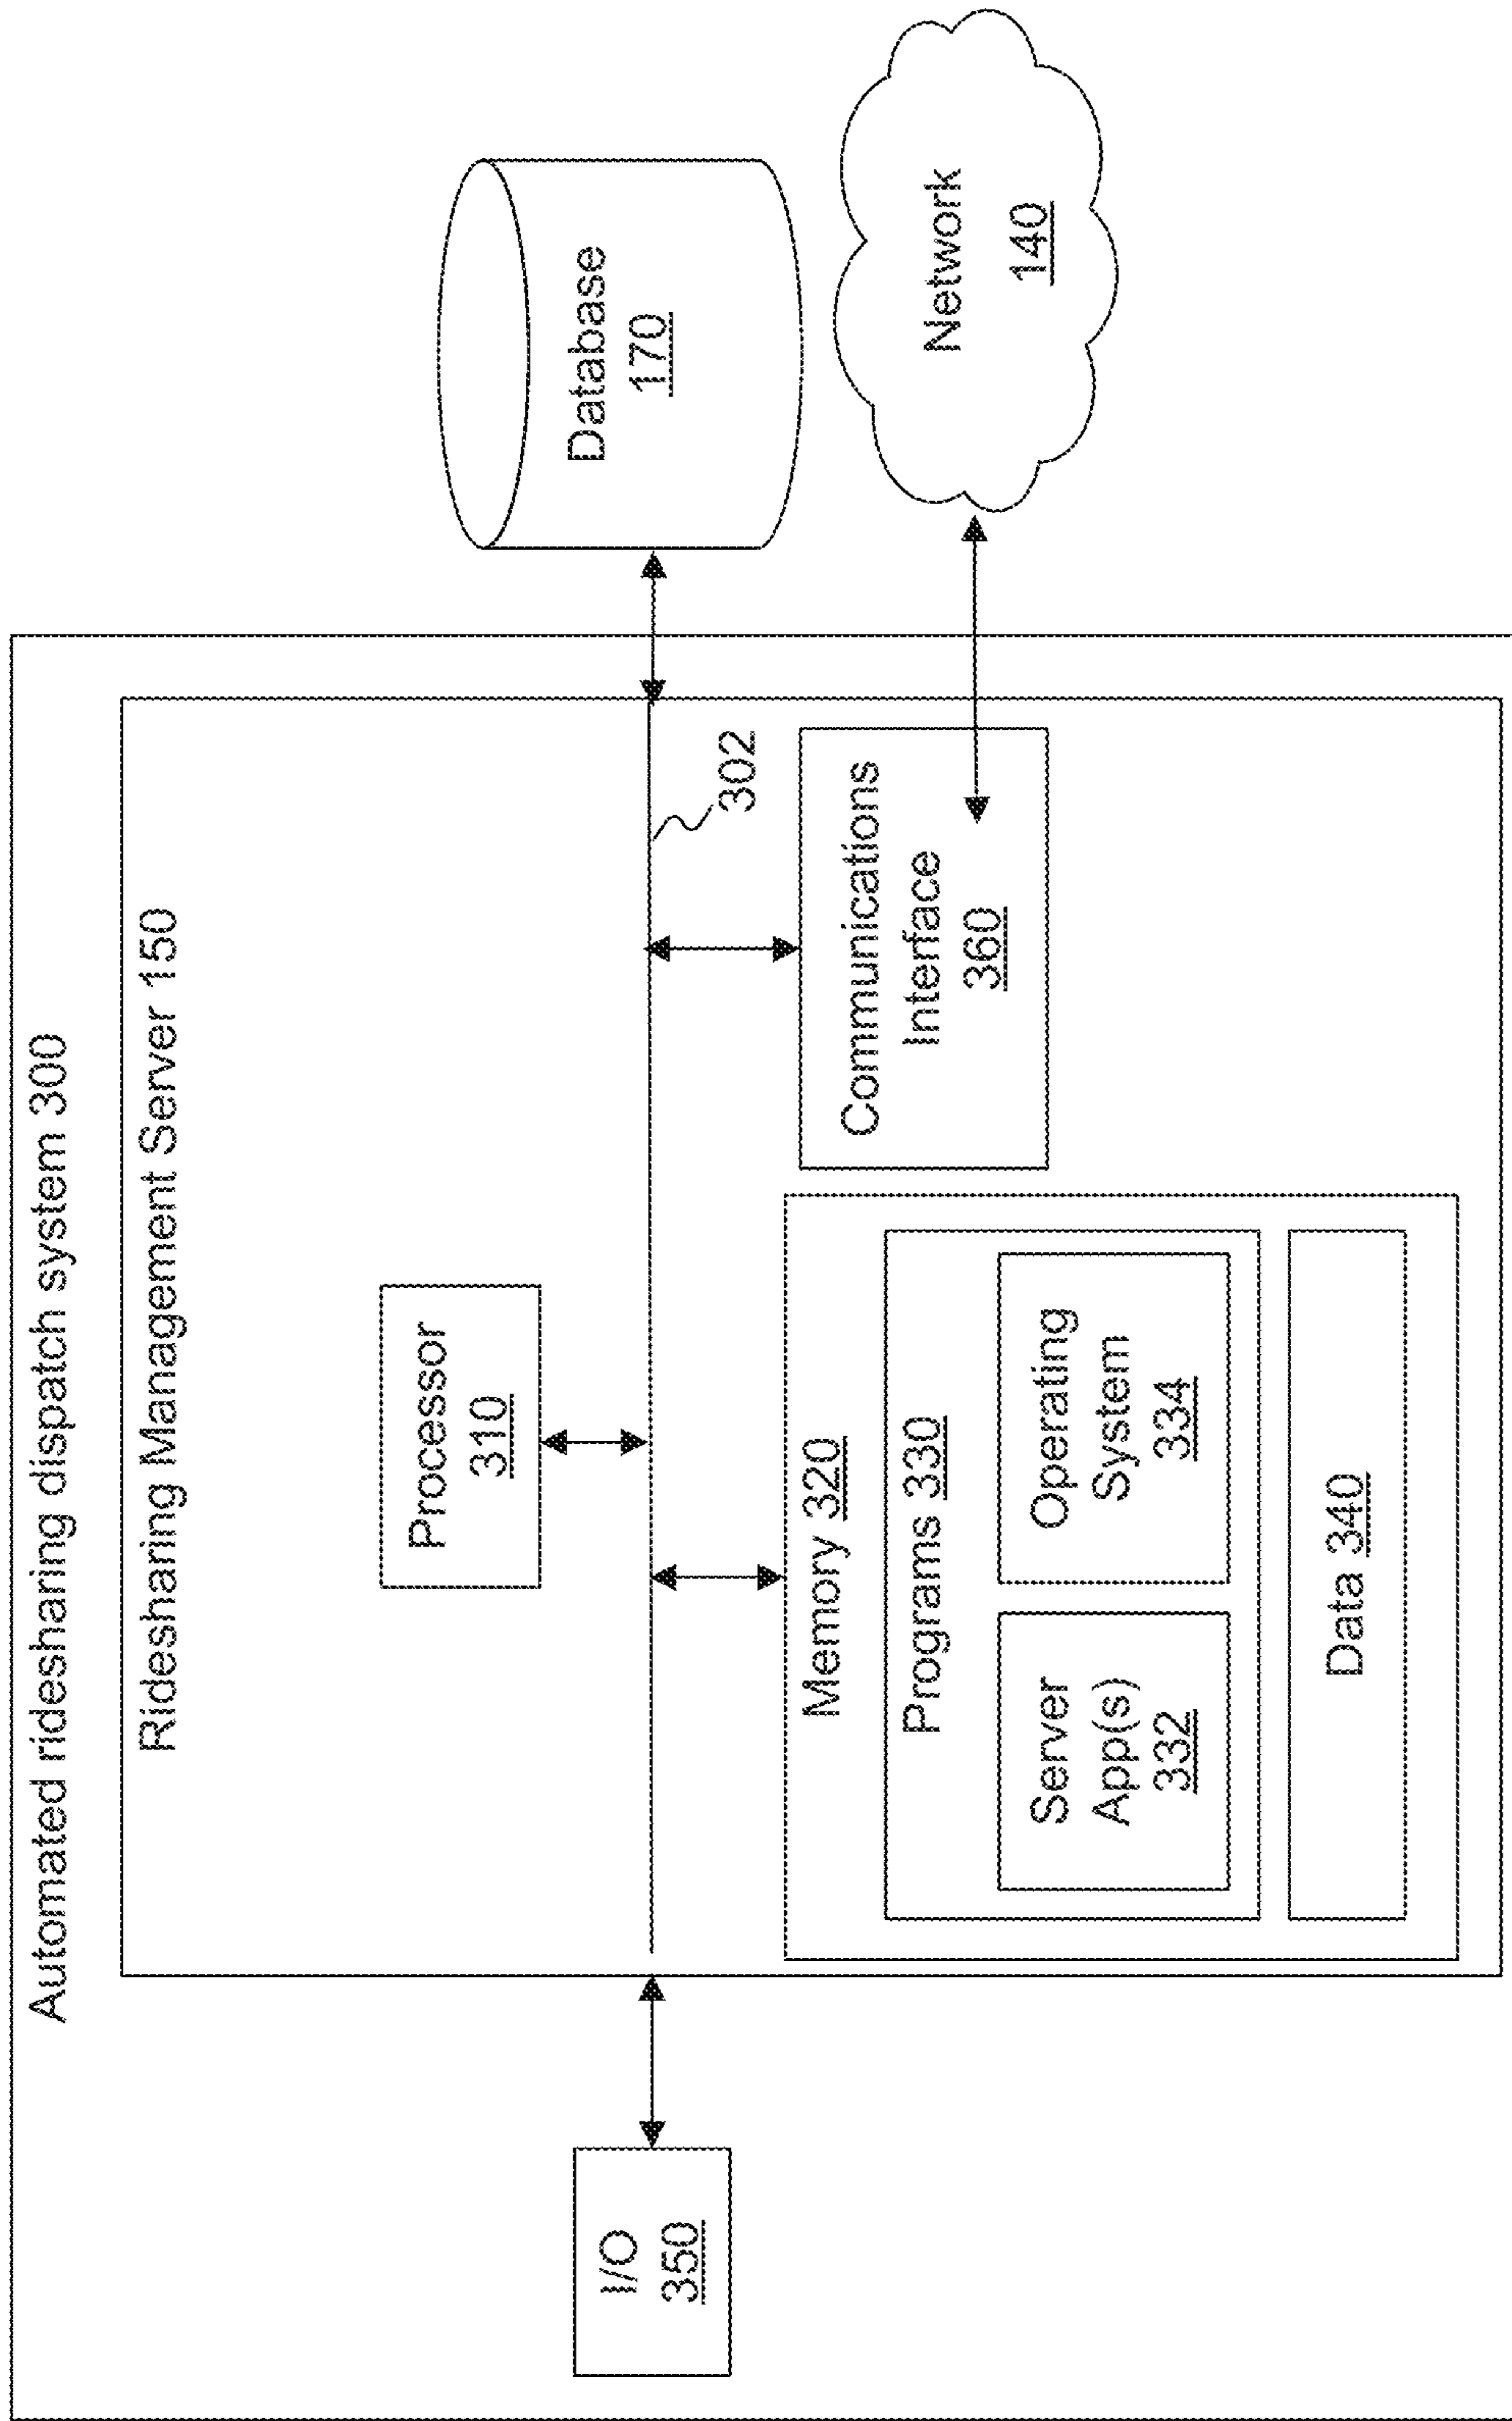 Automated ridesharing dispatch system 300
Ridesharing Management Server 150
I/O
350
Processor
310
302
Database
170
Memory 320
Programs 330
Server
App(s)
332
Operating
System
334
Data 340
Communications
Interface
360
Network
140